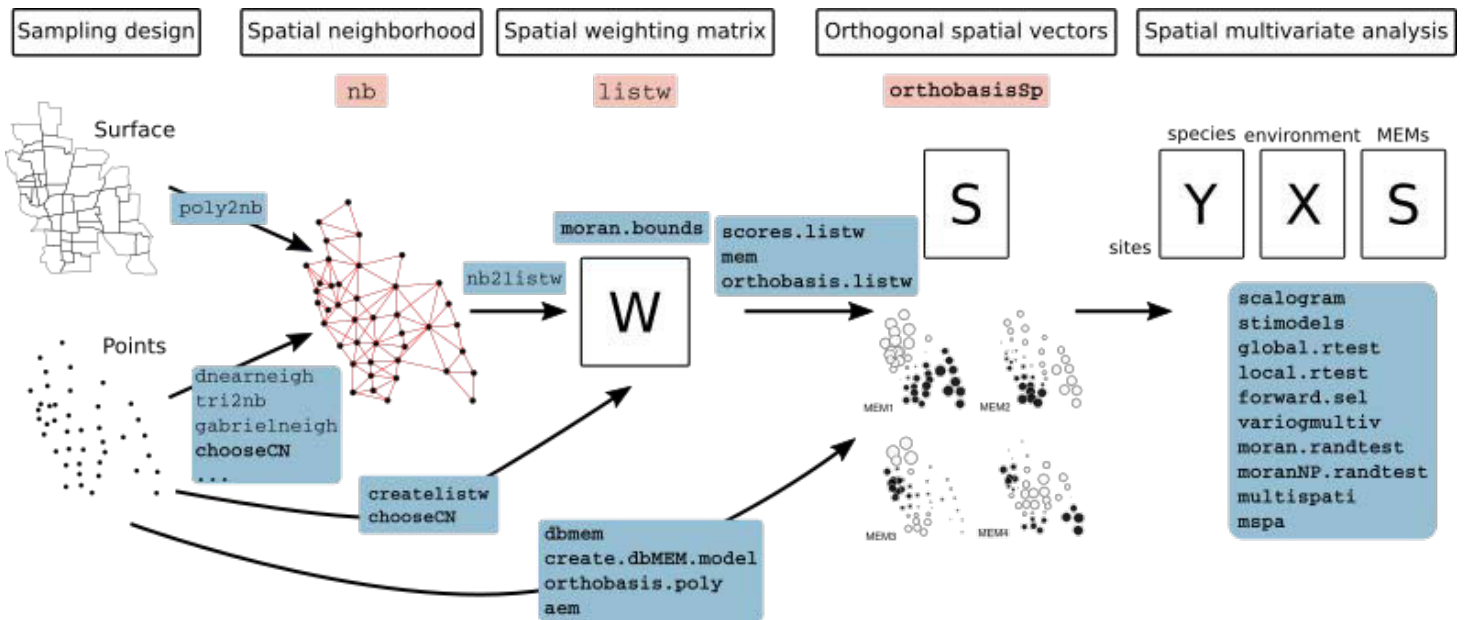 Sampling design
Spatial neighborhood
Spatial weighting matrix
Orthogonal spatial vectors
Spatial multivariate analysis
nb
listw
orthobasisSp
Surface
poly2nb
Points
dnearneigh
tri2nb
gabrielneigh
chooseCN
...
nb2listw
moran.bounds
W
createlistw
chooseCN
scores.listw
mem
orthobasis.listw
dbmem
create.dbMEM.model
orthobasis.poly
aem
S
MEM1
MEM2
MEM3
MEM4
species
environment
MEMs
Y
X
S
sites
scalogram
stimodels
global.rtest
local.rtest
forward.sel
variogmultiv
moran.randtest
moranNP.randtest
multispati
mspa